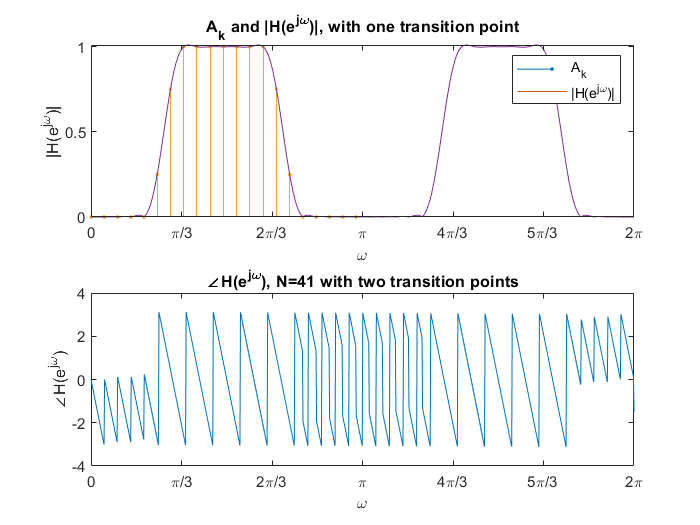 A_k and |H(e^{jω})|, with one transition point
|H(e^{jω})|
1
0.5
0
A_k
|H(e^{jω})|
0 π/3 2π/3 π 4π/3 5π/3 2π
ω
∠H(e^{jω}), N=41 with two transition points
∠H(e^{jω})
4
2
0
-2
-4
0 π/3 2π/3 π 4π/3 5π/3 2π
ω